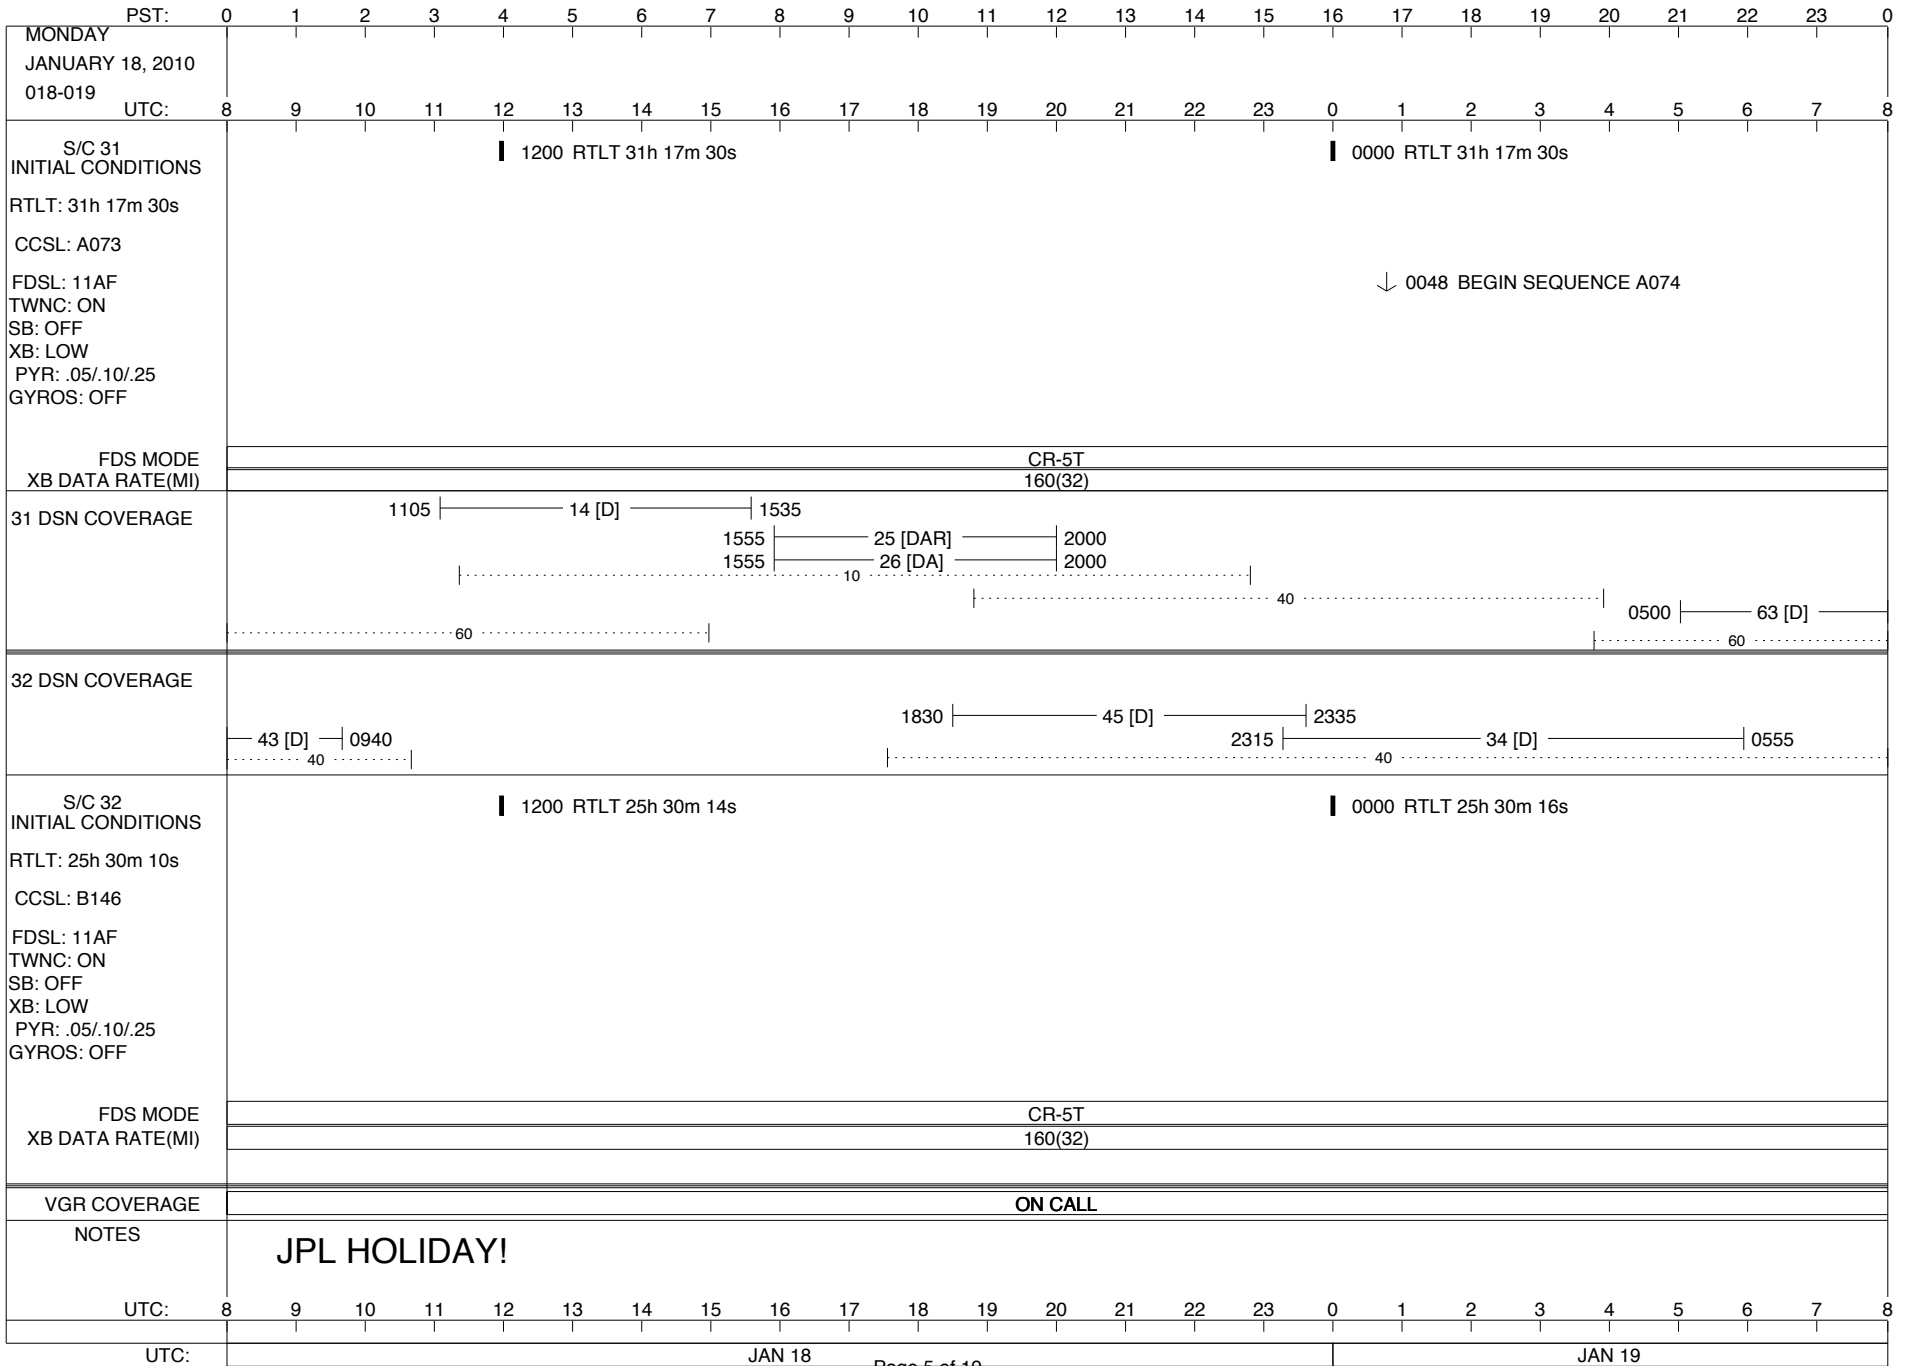 PST: 0 1 2 3 4 5 6 7 8 9 10 11 12 13 14 15 16 17 18 19 20 21 22 23 0
MONDAY
JANUARY 18, 2010
018-019
UTC: 8 9 10 11 12 13 14 15 16 17 18 19 20 21 22 23 0 1 2 3 4 5 6 7 8
S/C 31
INITIAL CONDITIONS
1200 RTLT 31h 17m 30s
0000 RTLT 31h 17m 30s
RTLT: 31h 17m 30s
CCSL: A073
FDSL: 11AF
0048 BEGIN SEQUENCE A074
TWNC: ON
SB: OFF
XB: LOW
PYR: .05/.10/.25
GYROS: OFF
FDS MODE CR-5T
XB DATA RATE(MI) 160(32)
31 DSN COVERAGE
1105 14 [D] 1535
1555 25 [DAR] 2000
1555 26 [DA] 2000
10
40
0500 63 [D]
60
60
32 DSN COVERAGE
1830 45 [D] 2335
43 [D] 0940
2315 34 [D] 0555
40
40
S/C 32
INITIAL CONDITIONS
1200 RTLT 25h 30m 14s
0000 RTLT 25h 30m 16s
RTLT: 25h 30m 10s
CCSL: B146
FDSL: 11AF
TWNC: ON
SB: OFF
XB: LOW
PYR: .05/.10/.25
GYROS: OFF
FDS MODE CR-5T
XB DATA RATE(MI) 160(32)
VGR COVERAGE ON CALL
NOTES
JPL HOLIDAY!
UTC: 8 9 10 11 12 13 14 15 16 17 18 19 20 21 22 23 0 1 2 3 4 5 6 7 8
UTC: JAN 18 JAN 19
Page 5 of 19